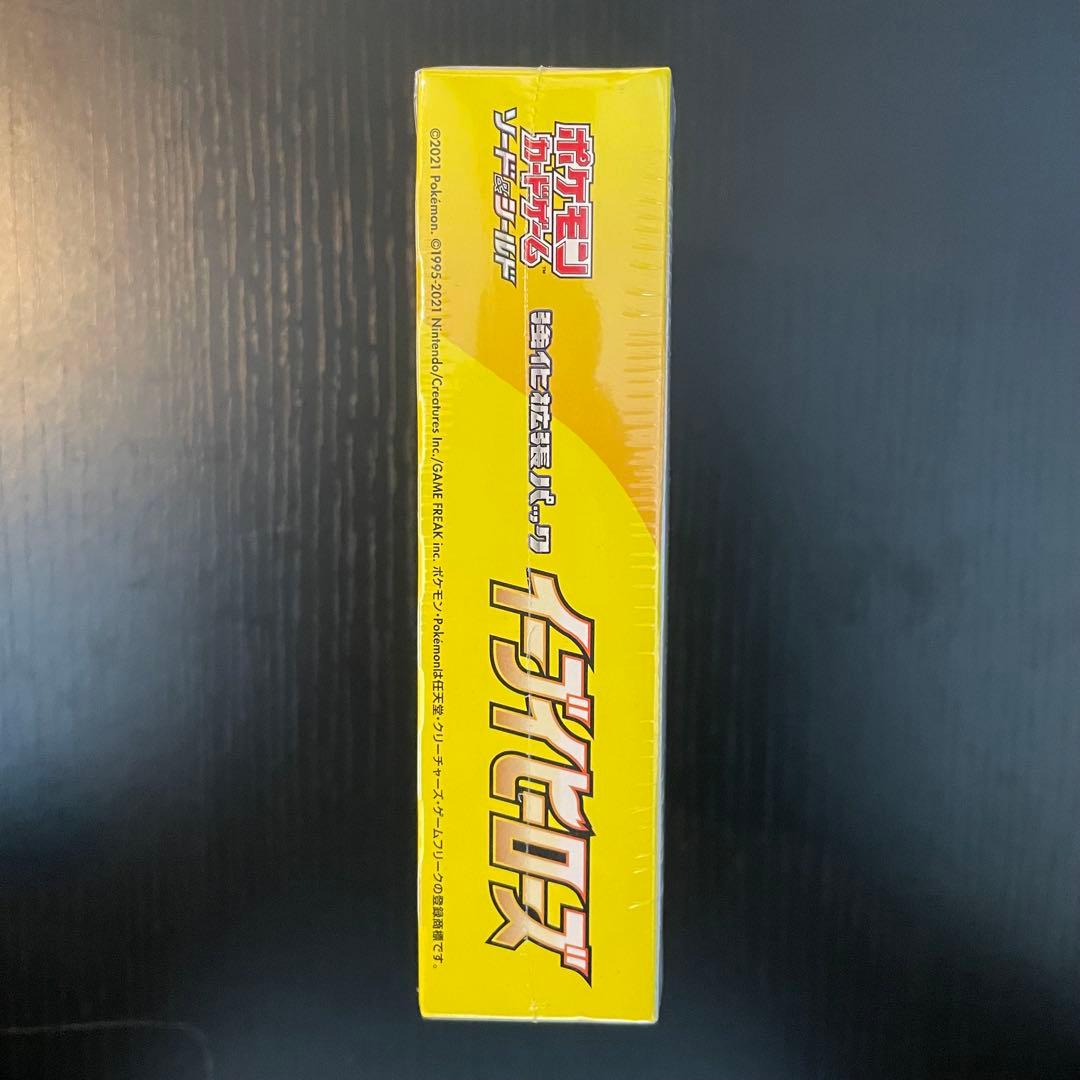 ポケモン
カードゲーム™
ソード&シールド
強化拡張パック
イーブイヒーローズ
©2021 Pokémon. ©1995-2021 Nintendo/Creatures Inc./GAME FREAK inc. ポケモン・Pokémonは任天堂・クリーチャーズ・ゲームフリークの登録商標です。